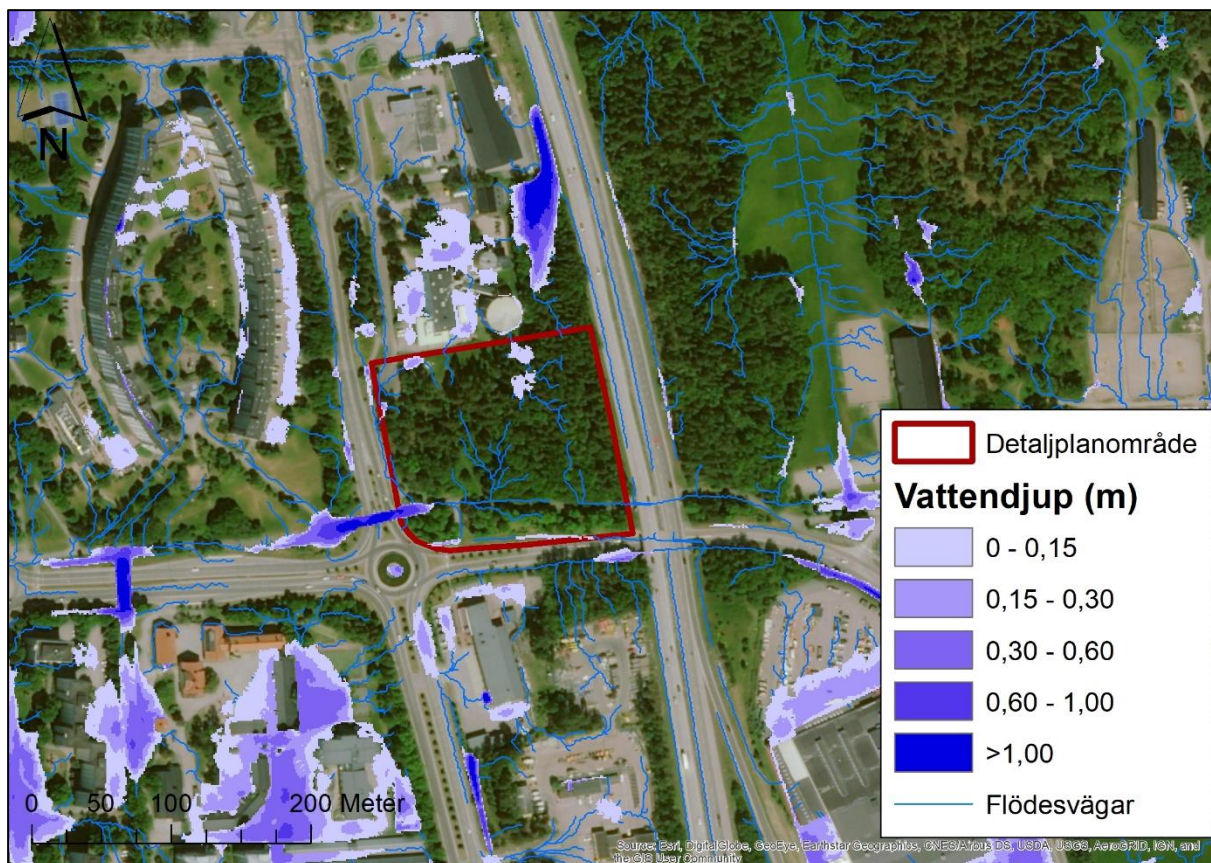 N
Detaljplanområde
Vattendjup (m)
0 - 0,15
0,15 - 0,30
0,30 - 0,60
0,60 - 1,00
>1,00
Flödesvägar
0 50 100 200 Meter
Source: Esri, DigitalGlobe, GeoEye, Earthstar Geographics, CNES/Airbus DS, USDA, USGS, AeroGRID, IGN, and
the GIS User Community